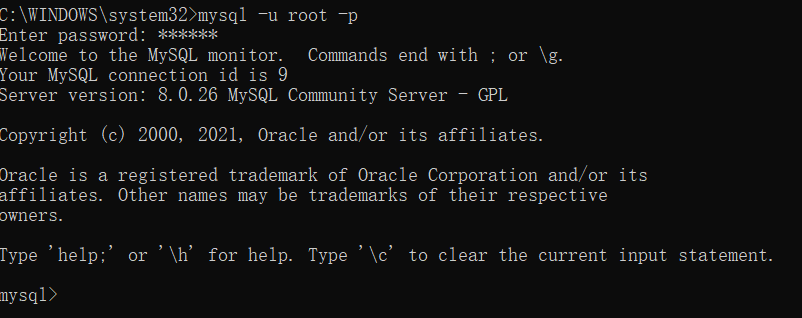 C:\WINDOWS\system32>mysql -u root -p
Enter password: ******
Welcome to the MySQL monitor.  Commands end with ; or \g.
Your MySQL connection id is 9
Server version: 8.0.26 MySQL Community Server - GPL
Copyright (c) 2000, 2021, Oracle and/or its affiliates.
Oracle is a registered trademark of Oracle Corporation and/or its
affiliates. Other names may be trademarks of their respective
owners.
Type 'help;' or '\h' for help. Type '\c' to clear the current input statement.
mysql>